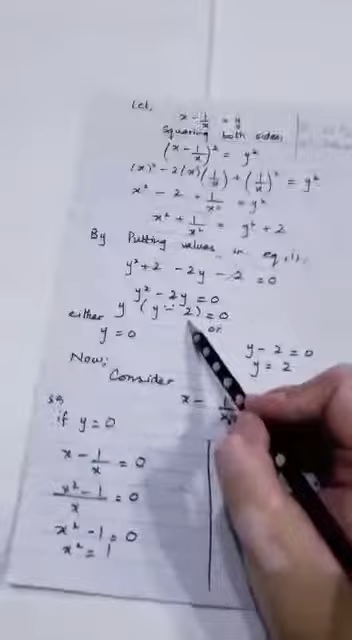 Let,
x - 1/x = y
Squaring both sides
(x - 1/x)² = y²
(x)² - 2(x)(1/x) + (1/x)² = y²
x² - 2 + 1/x² = y²
x² + 1/x² = y² + 2
By Putting values in eq,
y² + 2 - 2y - 2 = 0
y² - 2y = 0
either y (y - 2) = 0
y = 0 or y - 2 = 0
y = 2
Now, Consider
x - 1/x
so,
if y = 0
x - 1/x = 0
x² - 1/x = 0
x² - 1 = 0
x² = 1